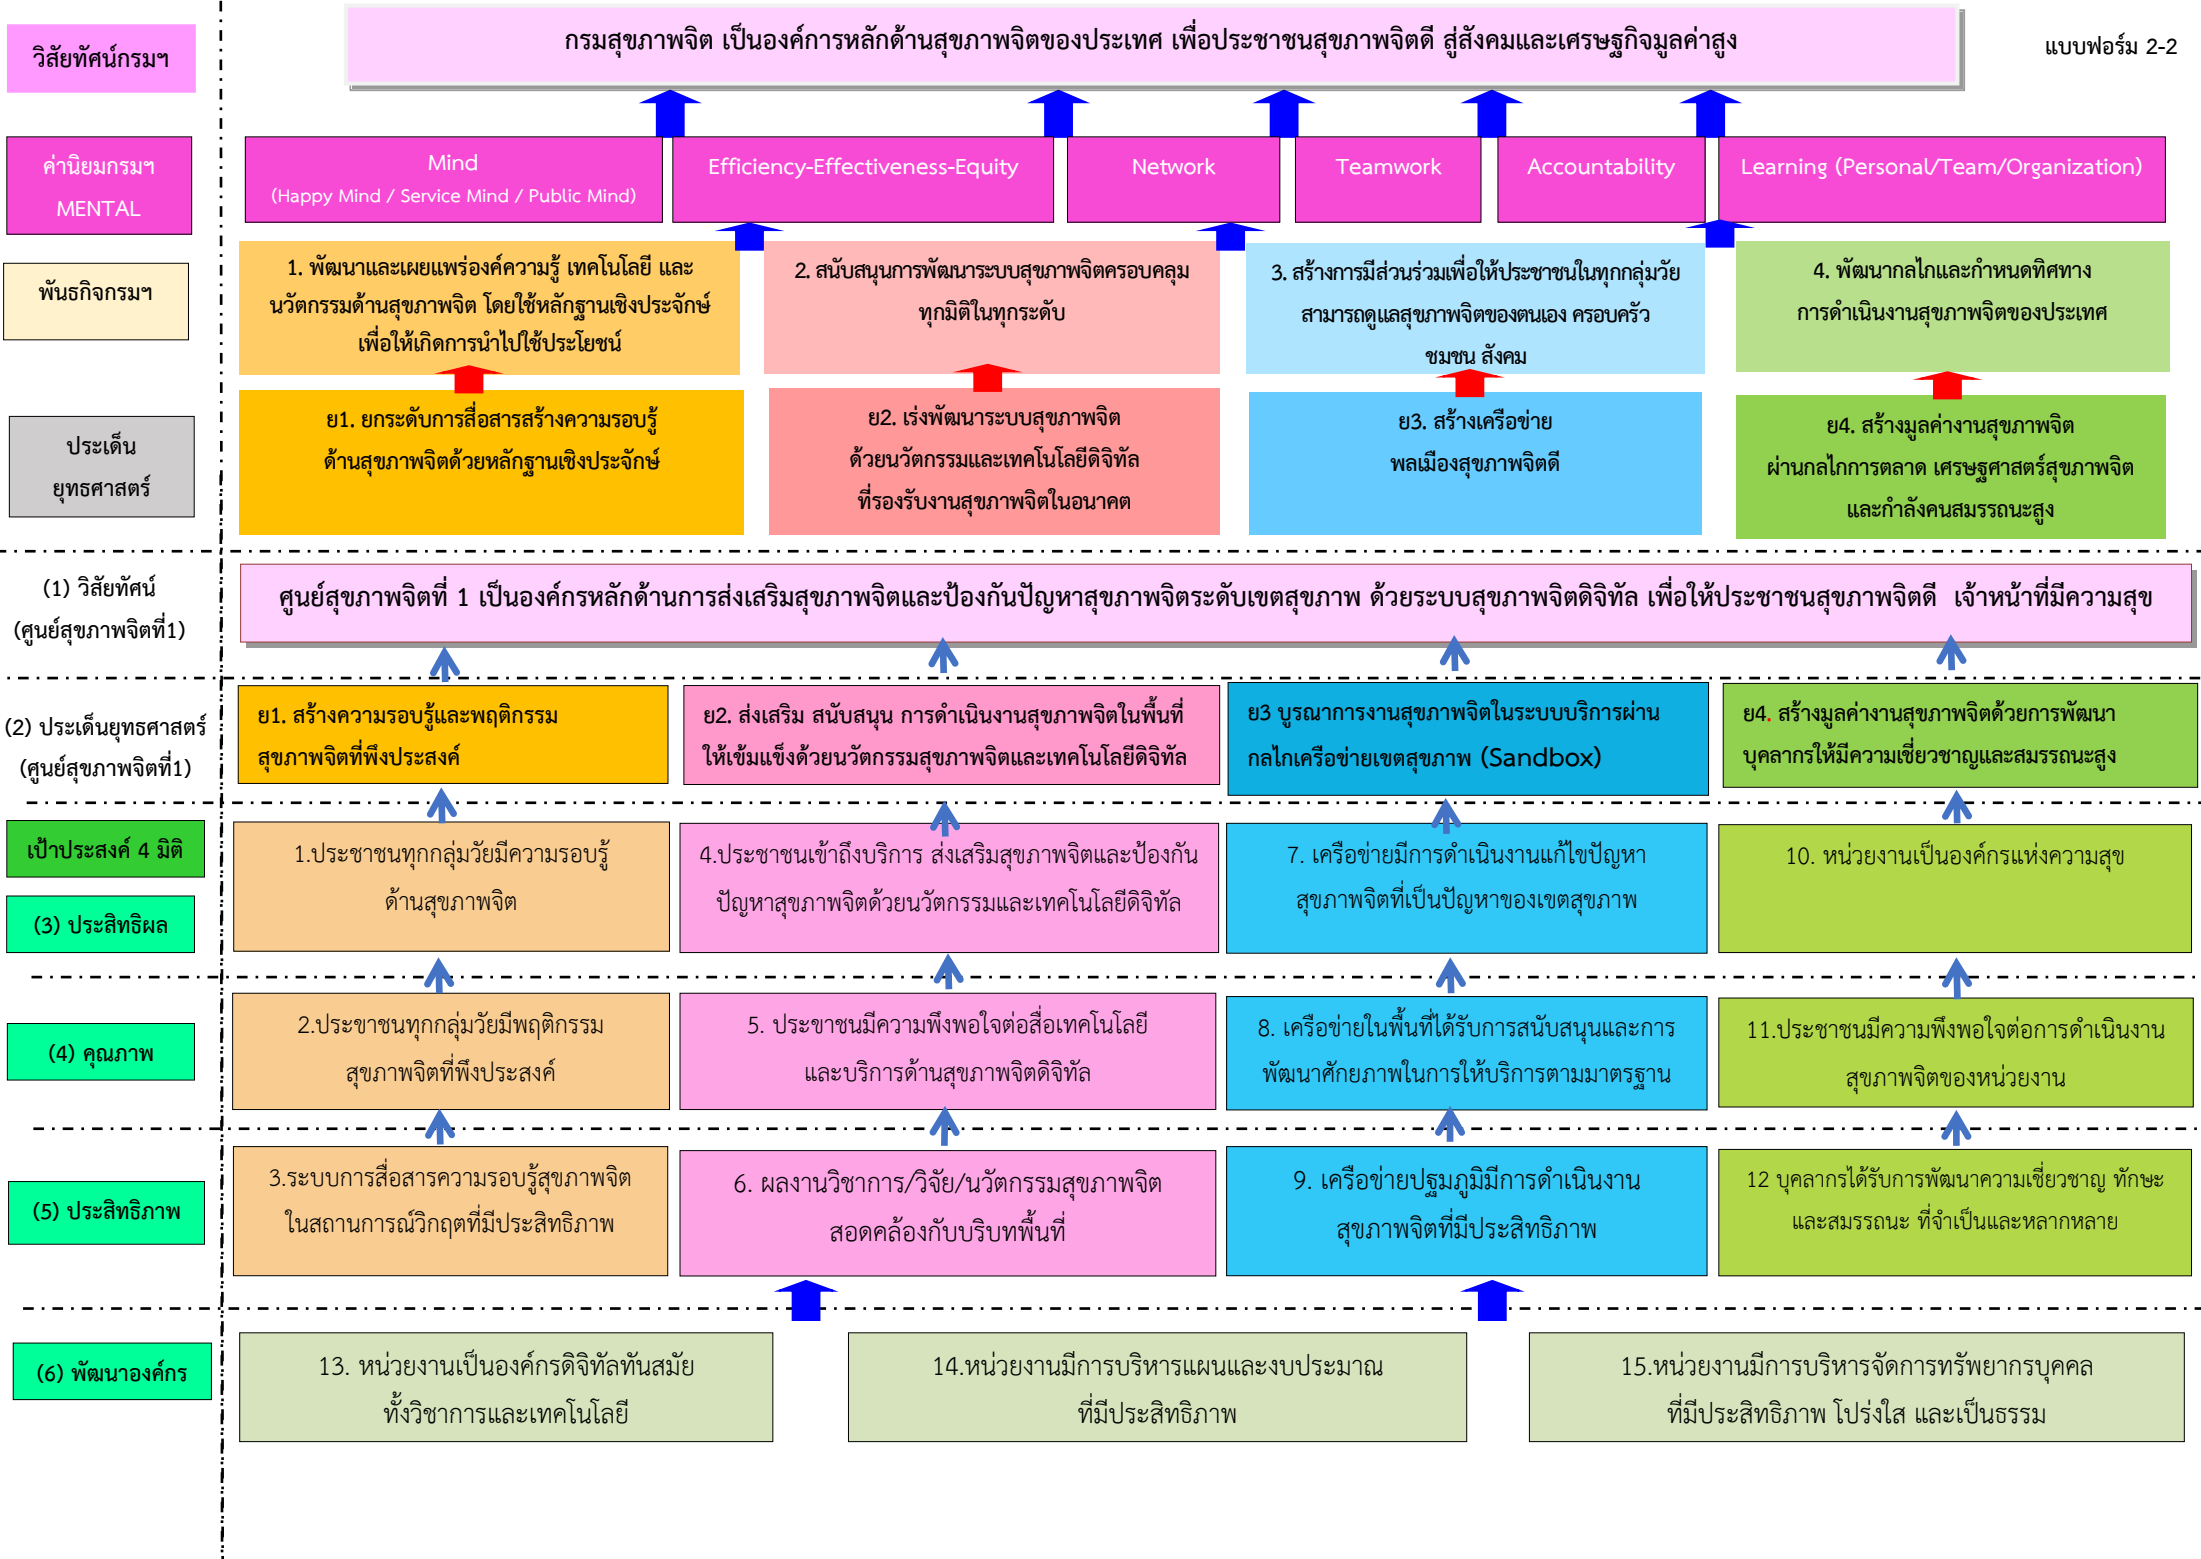 วิสัยทัศน์กรมฯ
กรมสุขภาพจิต เป็นองค์การหลักด้านสุขภาพจิตของประเทศ เพื่อประชาชนสุขภาพจิตดี สู่สังคมและเศรษฐกิจมูลค่าสูง
แบบฟอร์ม 2-2
ค่านิยมกรมฯ
MENTAL
Mind
(Happy Mind / Service Mind / Public Mind)
Efficiency-Effectiveness-Equity
Network
Teamwork
Accountability
Learning (Personal/Team/Organization)
พันธกิจกรมฯ
1. พัฒนาและเผยแพร่องค์ความรู้ เทคโนโลยี และ
นวัตกรรมด้านสุขภาพจิต โดยใช้หลักฐานเชิงประจักษ์
เพื่อให้เกิดการนำไปใช้ประโยชน์
2. สนับสนุนการพัฒนาระบบสุขภาพจิตครอบคลุม
ทุกมิติในทุกระดับ
3. สร้างการมีส่วนร่วมเพื่อให้ประชาชนในทุกกลุ่มวัย
สามารถดูแลสุขภาพจิตของตนเอง ครอบครัว
ชุมชน สังคม
4. พัฒนากลไกและกำหนดทิศทาง
การดำเนินงานสุขภาพจิตของประเทศ
ประเด็น
ยุทธศาสตร์
ย1. ยกระดับการสื่อสารสร้างความรอบรู้
ด้านสุขภาพจิตด้วยหลักฐานเชิงประจักษ์
ย2. เร่งพัฒนาระบบสุขภาพจิต
ด้วยนวัตกรรมและเทคโนโลยีดิจิทัล
ที่รองรับงานสุขภาพจิตในอนาคต
ย3. สร้างเครือข่าย
พลเมืองสุขภาพจิตดี
ย4. สร้างมูลค่างานสุขภาพจิต
ผ่านกลไกการตลาด เศรษฐศาสตร์สุขภาพจิต
และกำลังคนสมรรถนะสูง
(1) วิสัยทัศน์
(ศูนย์สุขภาพจิตที่1)
ศูนย์สุขภาพจิตที่ 1 เป็นองค์กรหลักด้านการส่งเสริมสุขภาพจิตและป้องกันปัญหาสุขภาพจิตระดับเขตสุขภาพ ด้วยระบบสุขภาพจิตดิจิทัล เพื่อให้ประชาชนสุขภาพจิตดี เจ้าหน้าที่มีความสุข
(2) ประเด็นยุทธศาสตร์
(ศูนย์สุขภาพจิตที่1)
ย1. สร้างความรอบรู้และพฤติกรรม
สุขภาพจิตที่พึงประสงค์
ย2. ส่งเสริม สนับสนุน การดำเนินงานสุขภาพจิตในพื้นที่
ให้เข้มแข็งด้วยนวัตกรรมสุขภาพจิตและเทคโนโลยีดิจิทัล
ย3 บูรณาการงานสุขภาพจิตในระบบบริการผ่าน
กลไกเครือข่ายเขตสุขภาพ (Sandbox)
ย4. สร้างมูลค่างานสุขภาพจิตด้วยการพัฒนา
บุคลากรให้มีความเชี่ยวชาญและสมรรถนะสูง
เป้าประสงค์ 4 มิติ
(3) ประสิทธิผล
1.ประชาชนทุกกลุ่มวัยมีความรอบรู้
ด้านสุขภาพจิต
4.ประชาชนเข้าถึงบริการ ส่งเสริมสุขภาพจิตและป้องกัน
ปัญหาสุขภาพจิตด้วยนวัตกรรมและเทคโนโลยีดิจิทัล
7. เครือข่ายมีการดำเนินงานแก้ไขปัญหา
สุขภาพจิตที่เป็นปัญหาของเขตสุขภาพ
10. หน่วยงานเป็นองค์กรแห่งความสุข
(4) คุณภาพ
2.ประขาชนทุกกลุ่มวัยมีพฤติกรรม
สุขภาพจิตที่พึงประสงค์
5. ประขาชนมีความพึงพอใจต่อสื่อเทคโนโลยี
และบริการด้านสุขภาพจิตดิจิทัล
8. เครือข่ายในพื้นที่ได้รับการสนับสนุนและการ
พัฒนาศักยภาพในการให้บริการตามมาตรฐาน
11.ประชาชนมีความพึงพอใจต่อการดำเนินงาน
สุขภาพจิตของหน่วยงาน
(5) ประสิทธิภาพ
3.ระบบการสื่อสารความรอบรู้สุขภาพจิต
ในสถานการณ์วิกฤตที่มีประสิทธิภาพ
6. ผลงานวิชาการ/วิจัย/นวัตกรรมสุขภาพจิต
สอดคล้องกับบริบทพื้นที่
9. เครือข่ายปฐมภูมิมีการดำเนินงาน
สุขภาพจิตที่มีประสิทธิภาพ
12 บุคลากรได้รับการพัฒนาความเชี่ยวชาญ ทักษะ
และสมรรถนะ ที่จำเป็นและหลากหลาย
(6) พัฒนาองค์กร
13. หน่วยงานเป็นองค์กรดิจิทัลทันสมัย
ทั้งวิชาการและเทคโนโลยี
14.หน่วยงานมีการบริหารแผนและงบประมาณ
ที่มีประสิทธิภาพ
15.หน่วยงานมีการบริหารจัดการทรัพยากรบุคคล
ที่มีประสิทธิภาพ โปร่งใส และเป็นธรรม